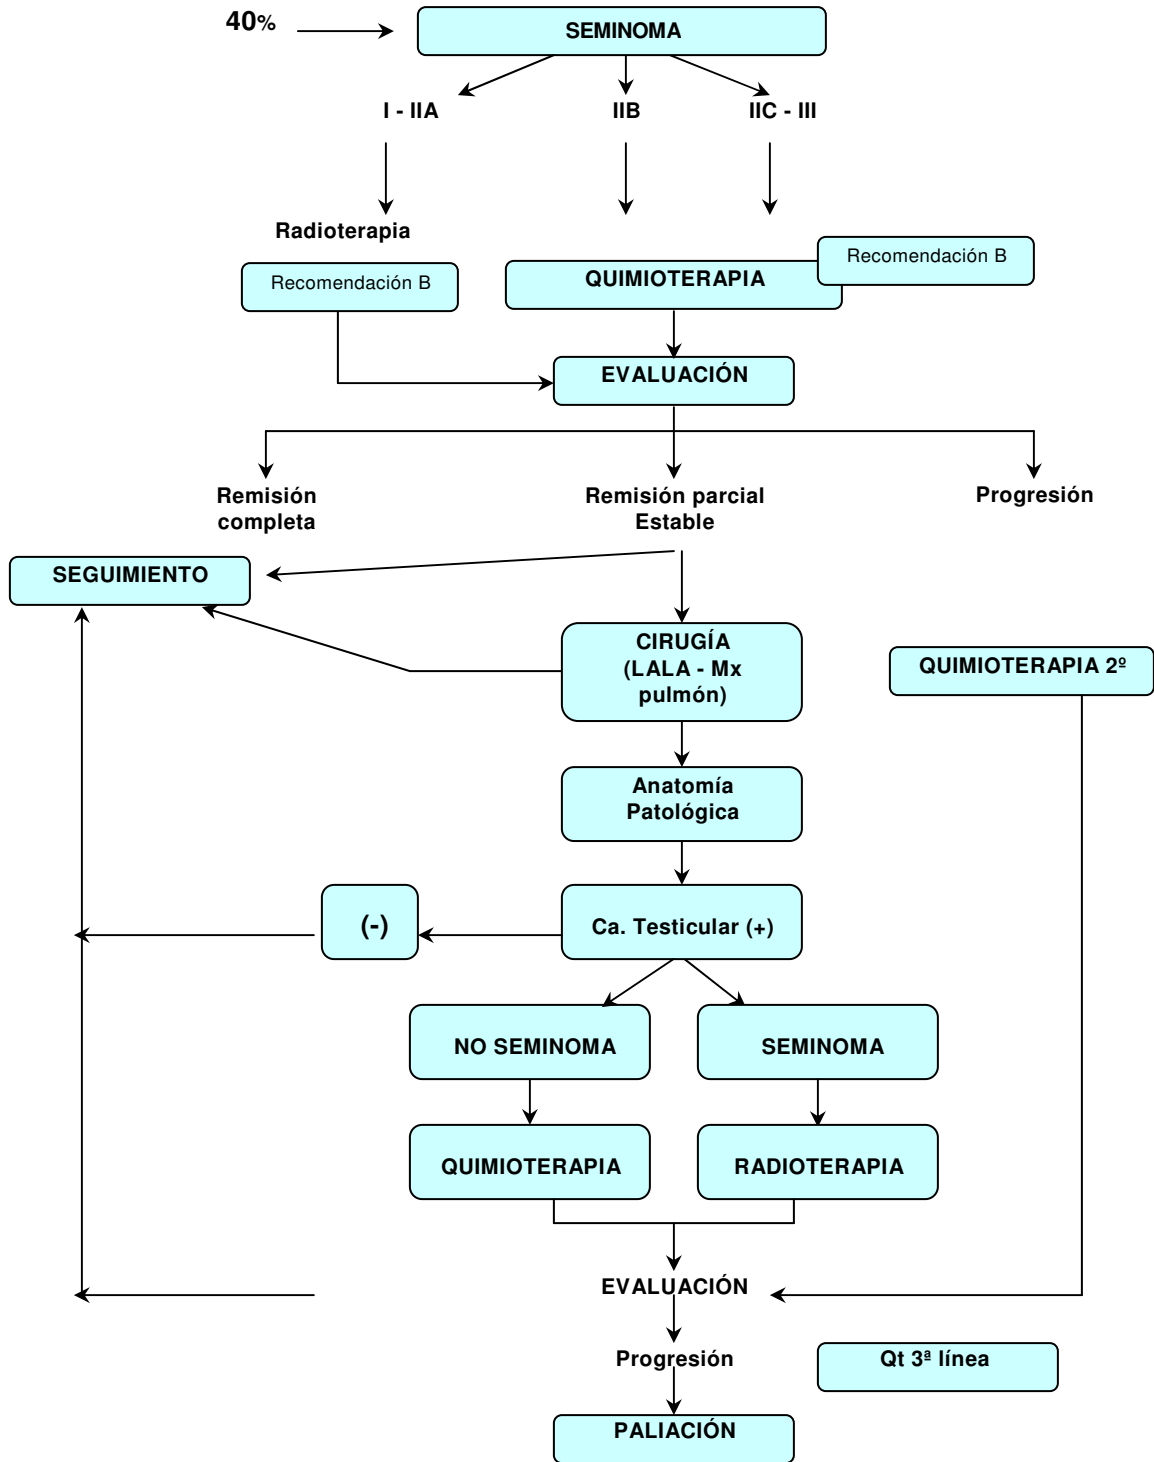 40%
SEMINOMA
I - IIA
IIB
IIC - III
Radioterapia
Recomendación B
QUIMIOTERAPIA
Recomendación B
EVALUACIÓN
Remisión
completa
Remisión parcial
Estable
Progresión
SEGUIMIENTO
CIRUGÍA
(LALA - Mx
pulmón)
QUIMIOTERAPIA 2º
Anatomía
Patológica
(-)
Ca. Testicular (+)
NO SEMINOMA
SEMINOMA
QUIMIOTERAPIA
RADIOTERAPIA
EVALUACIÓN
Progresión
Qt 3ª línea
PALIACIÓN